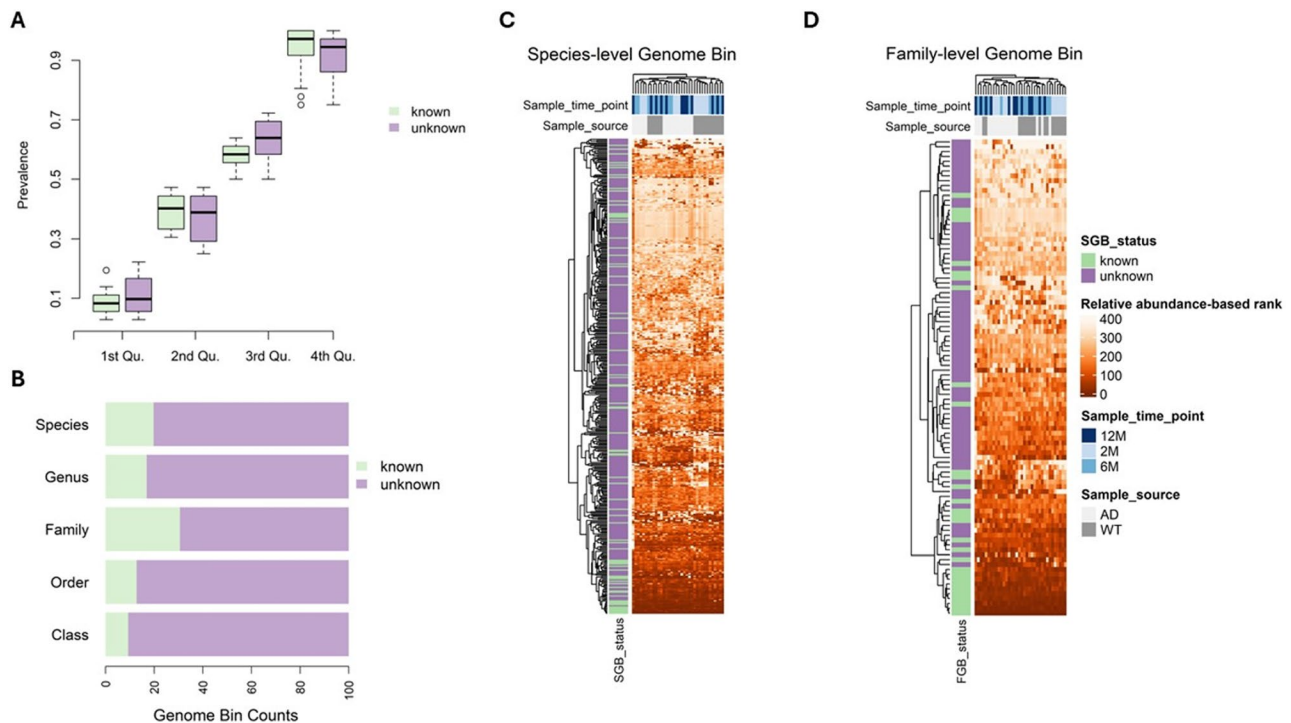 A
0.9
0.7
0.5
0.3
0.1
Prevalence
known
unknown
1st Qu.
2nd Qu.
3rd Qu.
4th Qu.
B
Species
Genus
Family
Order
Class
known
unknown
0
20
40
60
80
100
Genome Bin Counts
C
Species-level Genome Bin
Sample_time_point
Sample_source
SGB_status
D
Family-level Genome Bin
Sample_time_point
Sample_source
FGB_status
SGB_status
known
unknown
Relative abundance-based rank
400
300
200
100
0
Sample_time_point
12M
2M
6M
Sample_source
AD
WT